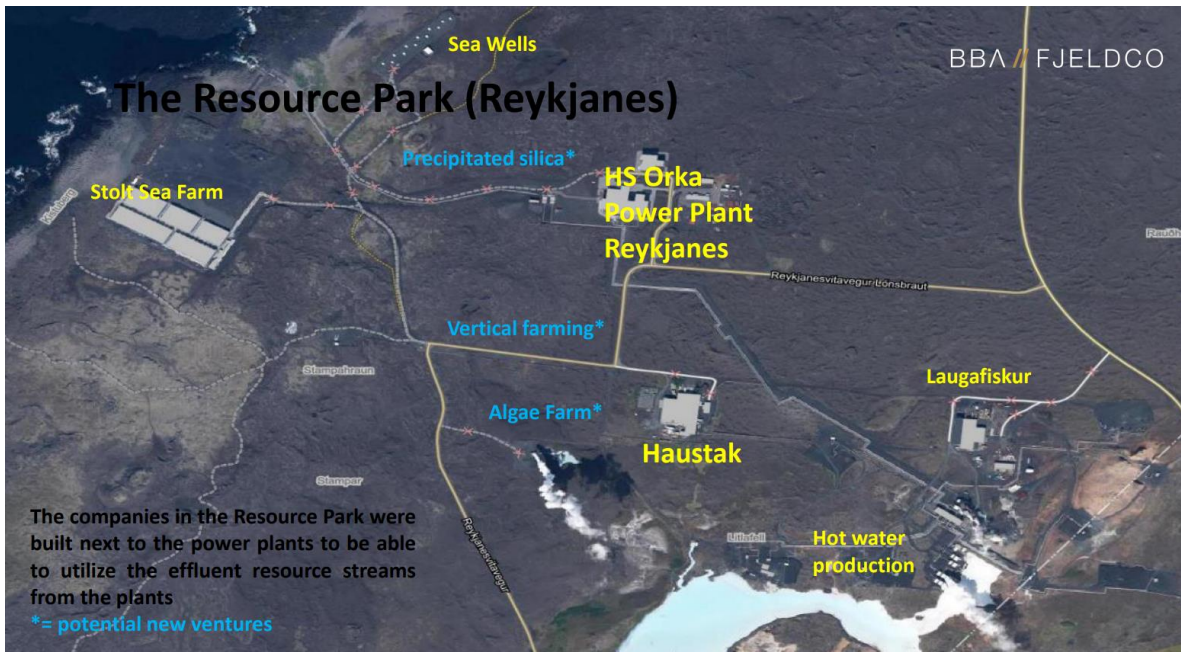 Sea Wells
BBA // FJELDCO
The Resource Park (Reykjanes)
Precipitated silica*
HS Orka
Power Plant
Reykjanes
Stolt Sea Farm
Reykjanesvitavegur Lónsbraut
Vertical farming*
Stampahraun
Laugafiskur
Algae Farm*
Haustak
Stampar
The companies in the Resource Park were
built next to the power plants to be able
to utilize the effluent resource streams
from the plants
*= potential new ventures
Reykjanesvitavegur
Litlafell
Hot water
production